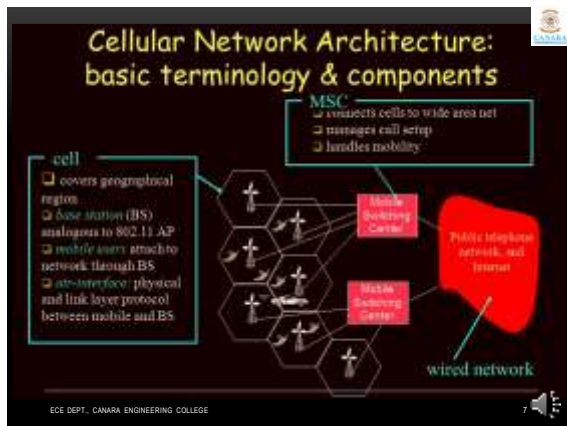 Cellular Network Architecture:
basic terminology & components
MSC
❑ connects cells to wide area net
❑ manages call setup
❑ handles mobility
cell
❑ covers geographical
region
❑ base station (BS)
analogous to 802.11 AP
❑ mobile users attach to
network through BS
❑ air-interface: physical
and link layer protocol
between mobile and BS
Mobile
Switching
Center
Public telephone
network, and
Internet
Mobile
Switching
Center
wired network
ECE DEPT., CANARA ENGINEERING COLLEGE
7
CANARA